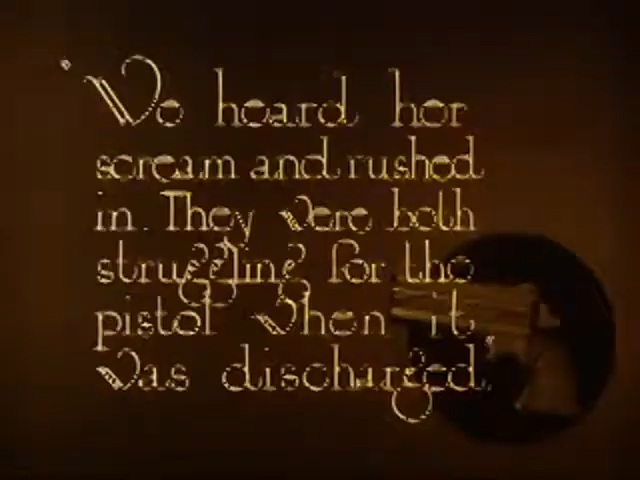 "We heard her
scream and rushed
in. They were both
struggling for the
pistol when it
was discharged."